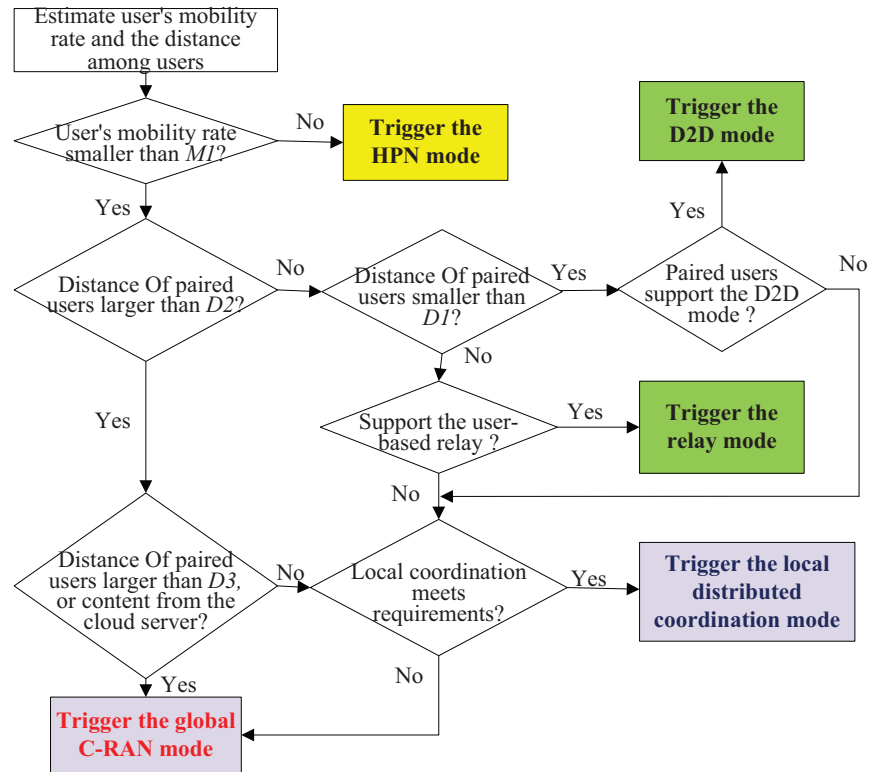 Estimate user's mobility
rate and the distance
among users
User's mobility rate
smaller than M1?
No
Trigger the
HPN mode
Trigger the
D2D mode
Yes
Yes
Distance Of paired
users larger than D2?
No
Distance Of paired
users smaller than
D1?
Yes
Paired users
support the D2D
mode ?
No
No
Yes
Support the user-
based relay ?
Yes
Trigger the
relay mode
No
Distance Of paired
users larger than D3,
or content from the
cloud server?
No
Local coordination
meets
requirements?
Yes
Trigger the local
distributed
coordination mode
No
Yes
Trigger the global
C-RAN mode